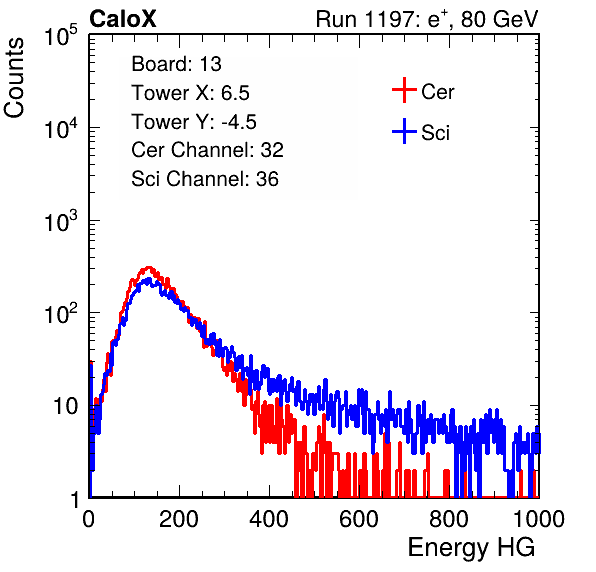 CaloX Run 1197: e⁺, 80 GeV
Counts
Board: 13
Tower X: 6.5
Tower Y: -4.5
Cer Channel: 32
Sci Channel: 36
Cer
Sci
10⁵
10⁴
10³
10²
10
1
0 200 400 600 800 1000
Energy HG